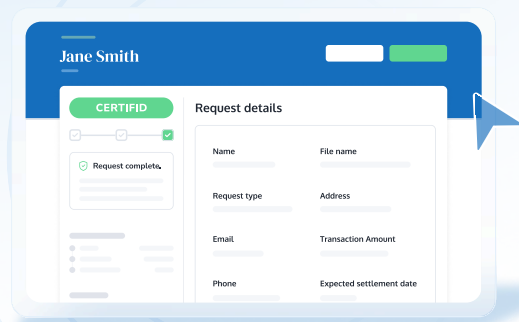 Jane Smith
CERTIFID
Request complete.
Request details
Name
File name
Request type
Address
Email
Transaction Amount
Phone
Expected settlement date